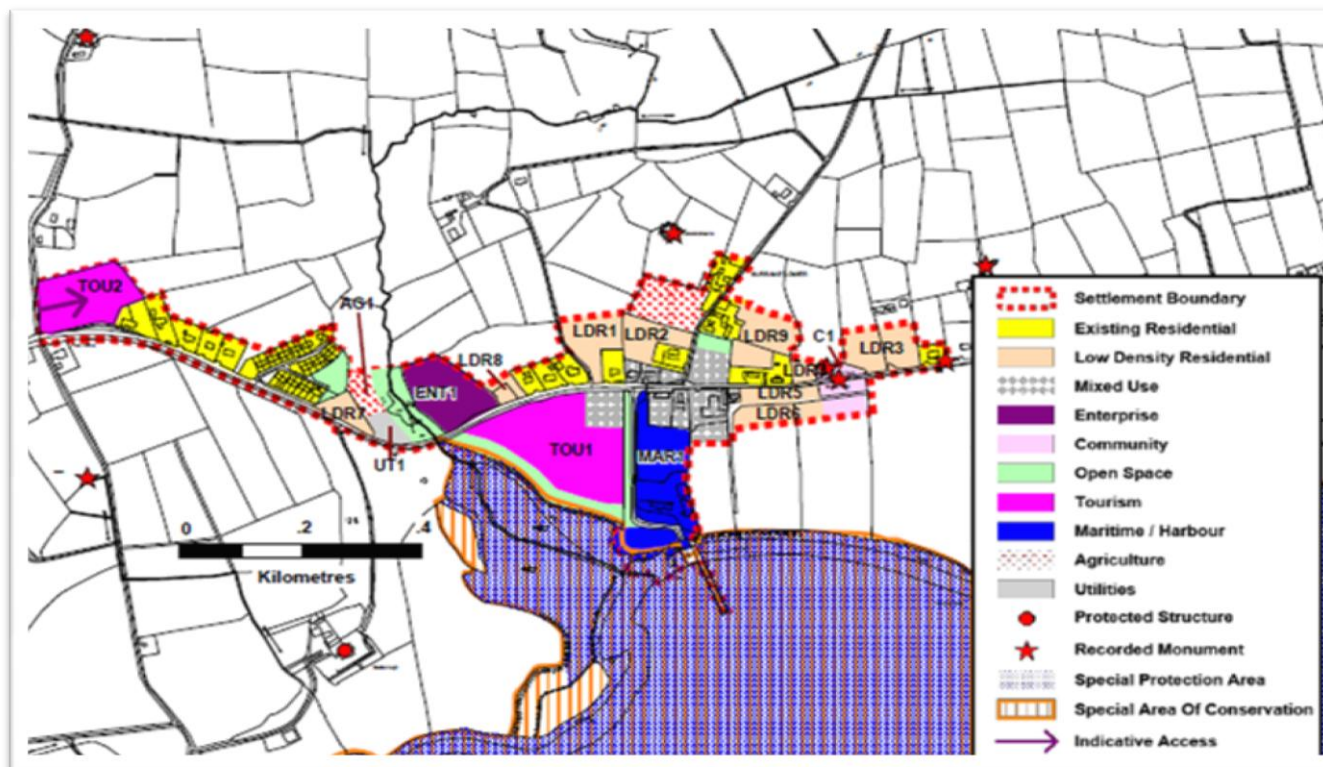 TOU2
AG1
LDR1
LDR2
LDR9
C1
LDR3
LDR8
ENT1
LDR5
LDR6
LDR7
TOU1
MAR1
UT1
0 .2 .4
Kilometres
Settlement Boundary
Existing Residential
Low Density Residential
Mixed Use
Enterprise
Community
Open Space
Tourism
Maritime / Harbour
Agriculture
Utilities
Protected Structure
Recorded Monument
Special Protection Area
Special Area Of Conservation
Indicative Access